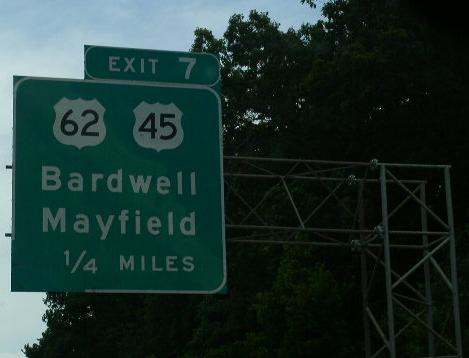 EXIT 7
62 45
Bardwell
Mayfield
1/4 MILES